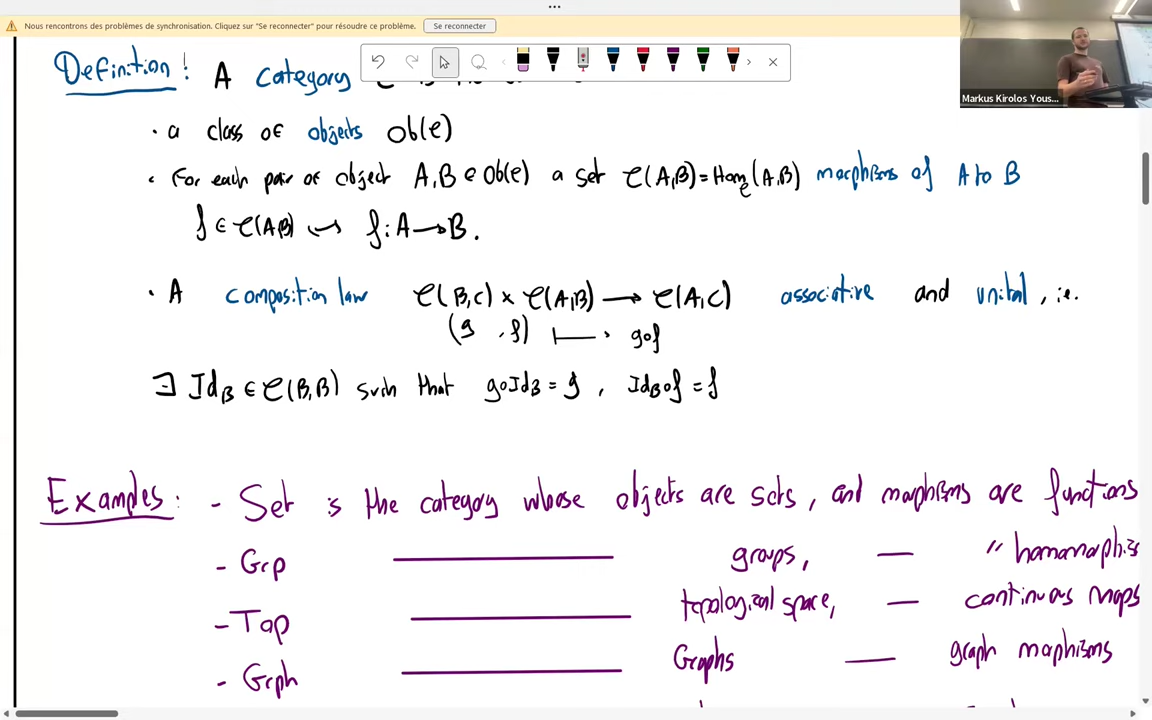 Nous rencontrons des problèmes de synchronisation. Cliquez sur "Se reconnecter" pour résoudre ce problème. Se reconnecter
Markus Kirolos Yous...
Definition: A category
· a class of objects Ob(C)
· For each pair of object A,B ∈ Ob(C) a set C(A,B) = Hom_C(A,B) morphisms of A to B
f ∈ C(A,B) ⇝ f: A → B.
· A composition law C(B,C) × C(A,B) → C(A,C) associative and unital, i.e.
(g , f) ⟼ g∘f
∃ Id_B ∈ C(B,B) such that g∘Id_B = g , Id_B∘f = f
Examples: - Set is the category whose objects are sets, and morphisms are functions
- Grp — groups, — " homomorphis
- Top — topological space, — continuous maps
- Grph — Graphs — graph morphisms